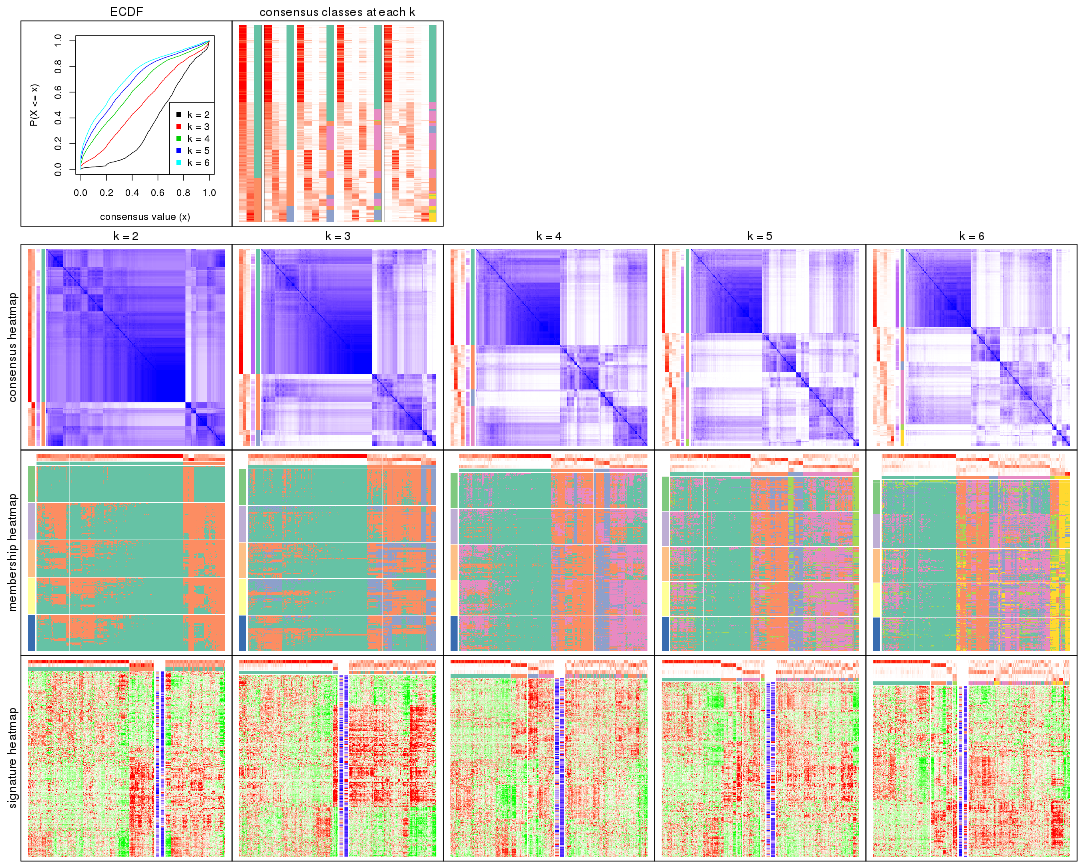 ECDF
consensus classes at each k
P(X <= x)
0.0
0.2
0.4
0.6
0.8
1.0
k = 2
k = 3
k = 4
k = 5
k = 6
0.0 0.2 0.4 0.6 0.8 1.0
consensus value (x)
k = 2
k = 3
k = 4
k = 5
k = 6
consensus heatmap
membership heatmap
signature heatmap